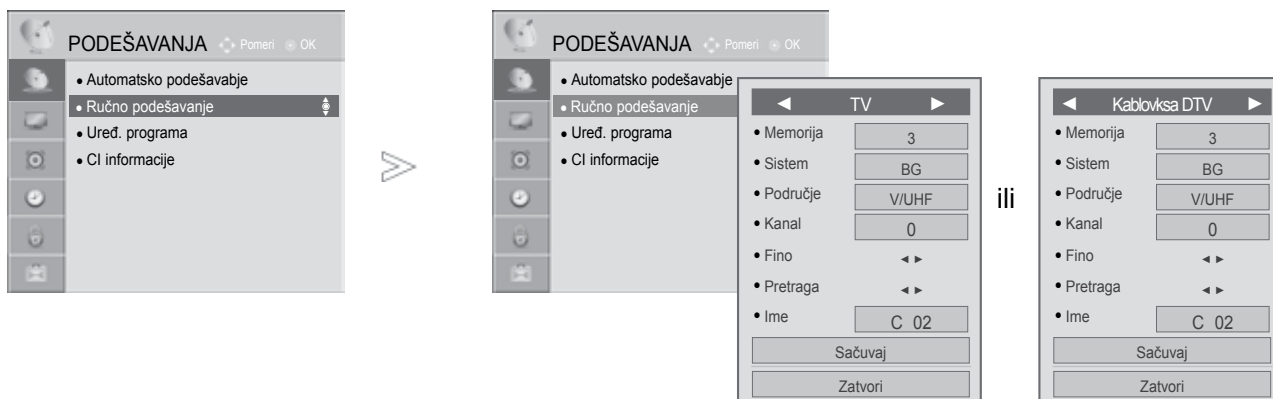 PODEŠAVANJA Pomeri OK
• Automatsko podešavabje
• Ručno podešavanje
• Uređ. programa
• CI informacije
PODEŠAVANJA Pomeri OK
• Automatsko podešavabje
• Ručno podešavanje
• Uređ. programa
• CI informacije
◄ TV ►
• Memorija 3
• Sistem BG
• Područje V/UHF
• Kanal 0
• Fino ◄ ►
• Pretraga ◄ ►
• Ime C 02
Sačuvaj
Zatvori
ili
◄ Kablovksa DTV ►
• Memorija 3
• Sistem BG
• Područje V/UHF
• Kanal 0
• Fino ◄ ►
• Pretraga ◄ ►
• Ime C 02
Sačuvaj
Zatvori